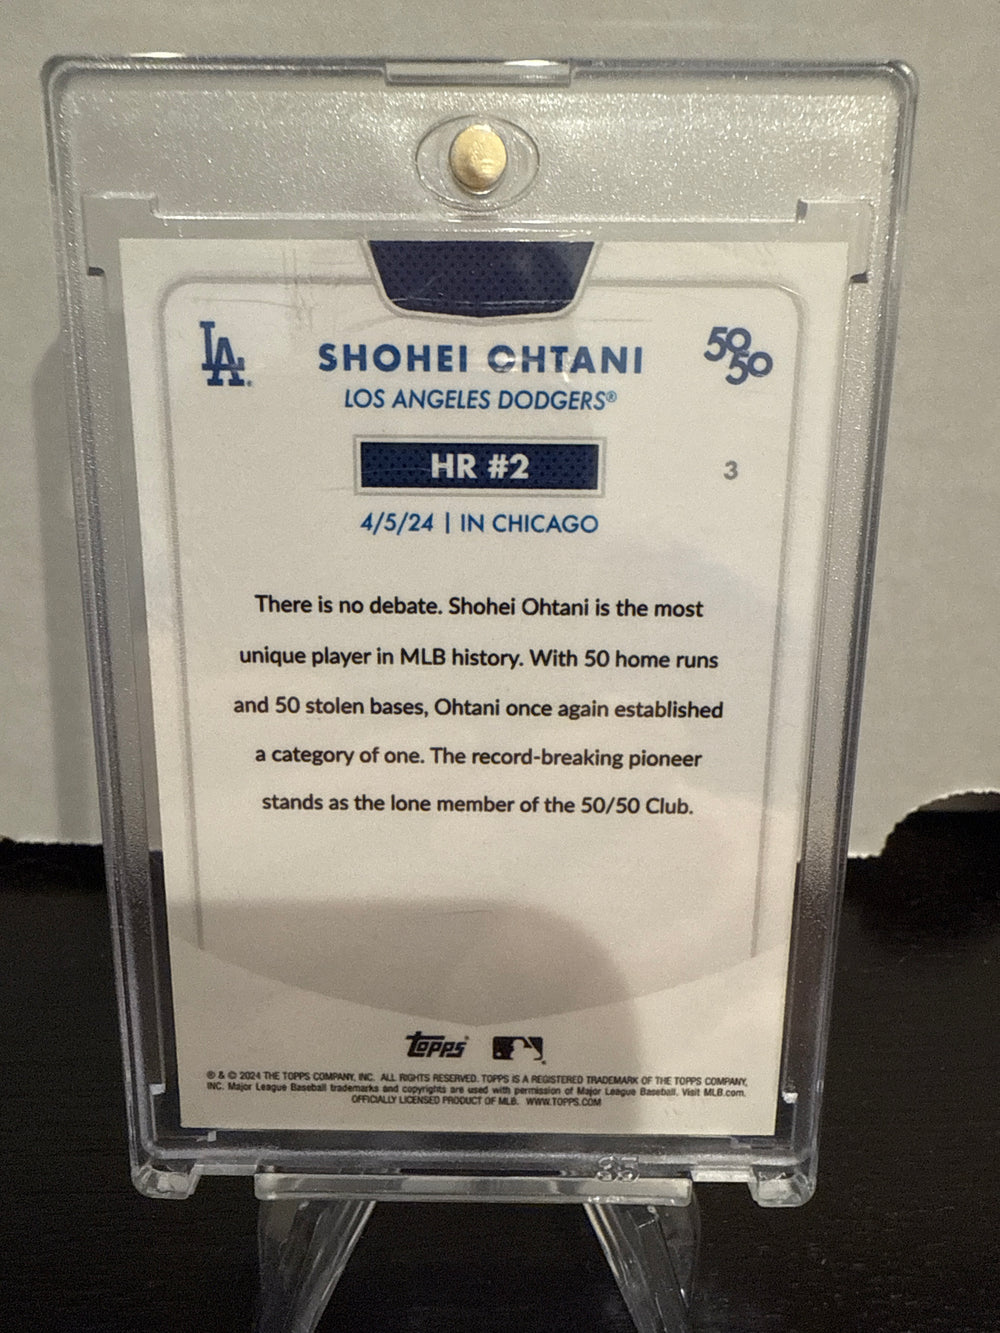 LA
SHOHEI OHTANI
50
50
LOS ANGELES DODGERS®
HR #2
3
4/5/24 | IN CHICAGO
There is no debate. Shohei Ohtani is the most
unique player in MLB history. With 50 home runs
and 50 stolen bases, Ohtani once again established
a category of one. The record-breaking pioneer
stands as the lone member of the 50/50 Club.
Topps
® & © 2024 THE TOPPS COMPANY, INC. ALL RIGHTS RESERVED. TOPPS IS A REGISTERED TRADEMARK OF THE TOPPS COMPANY,
INC. Major League Baseball trademarks and copyrights are used with permission of Major League Baseball. Visit MLB.com.
OFFICIALLY LICENSED PRODUCT OF MLB. WWW.TOPPS.COM
35